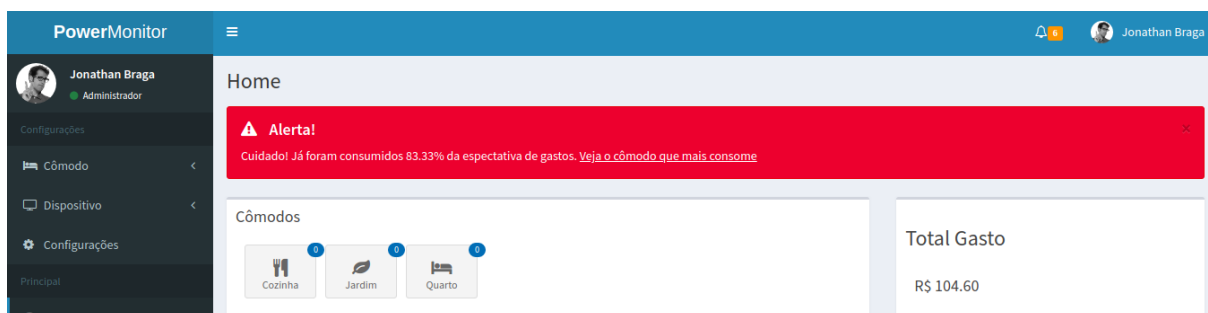 PowerMonitor
6
Jonathan Braga
Jonathan Braga
Administrador
Configurações
Cômodo
Dispositivo
Configurações
Principal
Home
Alerta!
×
Cuidado! Já foram consumidos 83.33% da espectativa de gastos. Veja o cômodo que mais consome
Cômodos
0 0 0
Cozinha Jardim Quarto
Total Gasto
R$ 104.60